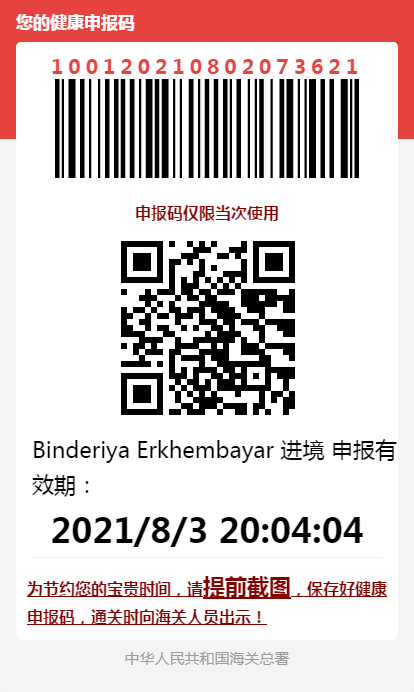 您的健康申报码
100120210802073621
申报码仅限当次使用
Binderiya Erkhembayar 进境 申报有
效期：
2021/8/3 20:04:04
为节约您的宝贵时间，请提前截图，保存好健康
申报码，通关时向海关人员出示！
中华人民共和国海关总署